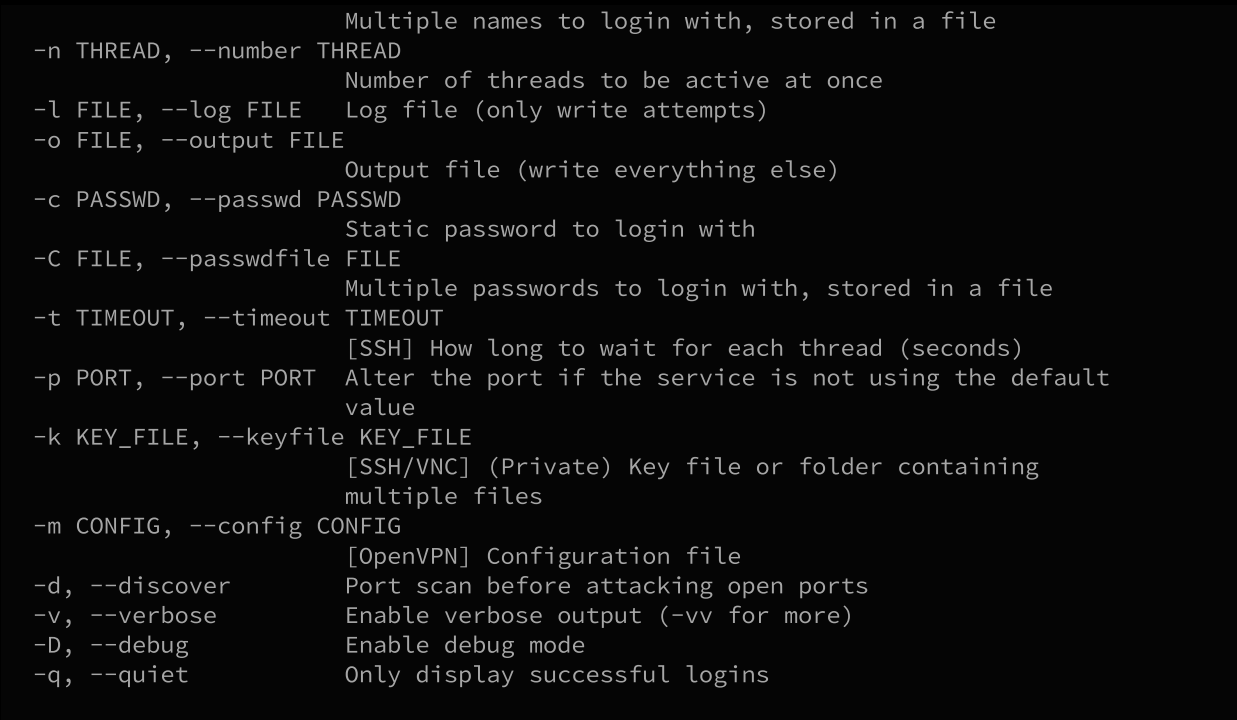 Multiple names to login with, stored in a file
-n THREAD, --number THREAD
Number of threads to be active at once
-l FILE, --log FILE   Log file (only write attempts)
-o FILE, --output FILE
Output file (write everything else)
-c PASSWD, --passwd PASSWD
Static password to login with
-C FILE, --passwdfile FILE
Multiple passwords to login with, stored in a file
-t TIMEOUT, --timeout TIMEOUT
[SSH] How long to wait for each thread (seconds)
-p PORT, --port PORT  Alter the port if the service is not using the default
value
-k KEY_FILE, --keyfile KEY_FILE
[SSH/VNC] (Private) Key file or folder containing
multiple files
-m CONFIG, --config CONFIG
[OpenVPN] Configuration file
-d, --discover        Port scan before attacking open ports
-v, --verbose         Enable verbose output (-vv for more)
-D, --debug           Enable debug mode
-q, --quiet           Only display successful logins